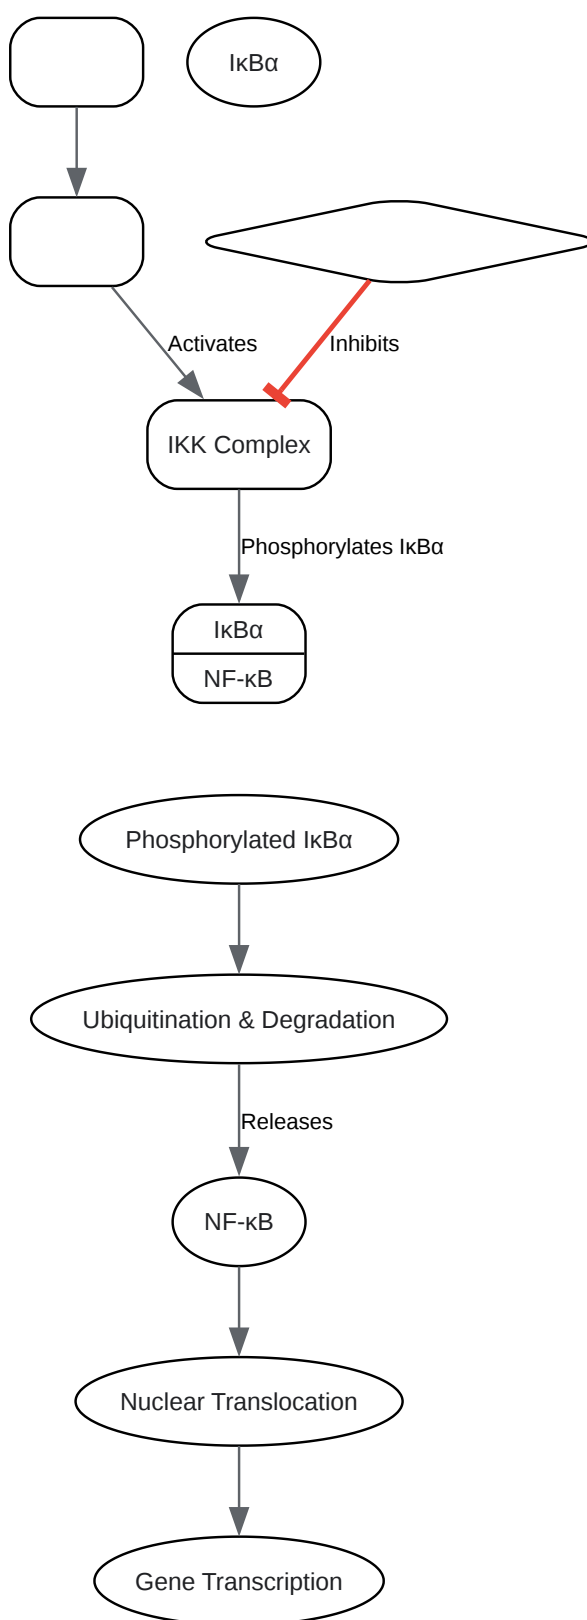 IκBα
Activates
Inhibits
IKK Complex
Phosphorylates IκBα
IκBα
NF-κB
Phosphorylated IκBα
Ubiquitination & Degradation
Releases
NF-κB
Nuclear Translocation
Gene Transcription